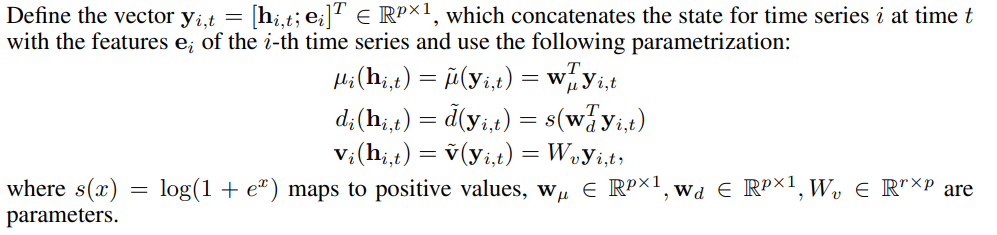 Define the vector $\mathbf{y}_{i,t} = [\mathbf{h}_{i,t}; \mathbf{e}_i]^T \in \mathbb{R}^{p \times 1}$, which concatenates the state for time series $i$ at time $t$
with the features $\mathbf{e}_i$ of the $i$-th time series and use the following parametrization:
$\mu_i(\mathbf{h}_{i,t}) = \tilde{\mu}(\mathbf{y}_{i,t}) = \mathbf{w}_\mu^T \mathbf{y}_{i,t}$
$d_i(\mathbf{h}_{i,t}) = \tilde{d}(\mathbf{y}_{i,t}) = s(\mathbf{w}_d^T \mathbf{y}_{i,t})$
$\mathbf{v}_i(\mathbf{h}_{i,t}) = \tilde{\mathbf{v}}(\mathbf{y}_{i,t}) = W_v \mathbf{y}_{i,t},$
where $s(x) = \log(1 + e^x)$ maps to positive values, $\mathbf{w}_\mu \in \mathbb{R}^{p \times 1}, \mathbf{w}_d \in \mathbb{R}^{p \times 1}, W_v \in \mathbb{R}^{r \times p}$ are
parameters.